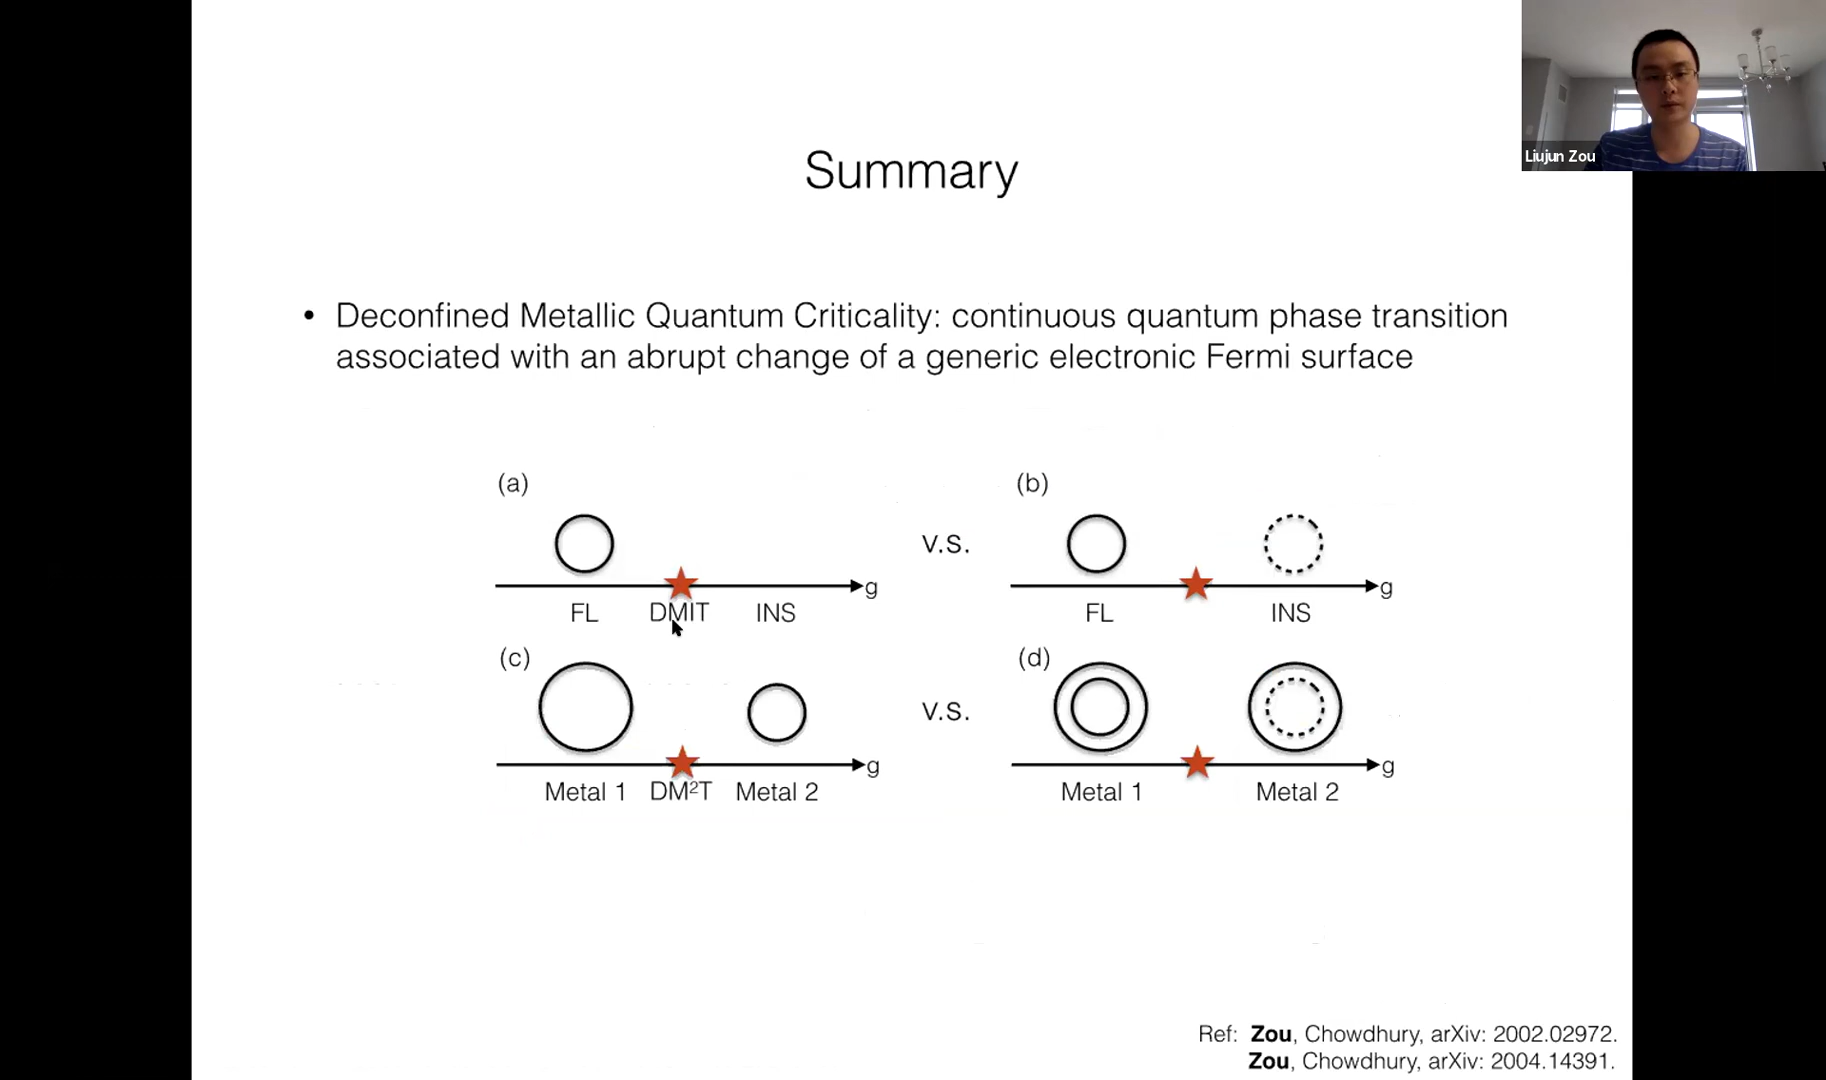 Liujun Zou
Summary
• Deconfined Metallic Quantum Criticality: continuous quantum phase transition
associated with an abrupt change of a generic electronic Fermi surface
(a)
(b)
v.s.
g
g
FL DMIT INS
FL INS
(c)
(d)
v.s.
g
g
Metal 1 DM²T Metal 2
Metal 1 Metal 2
Ref: Zou, Chowdhury, arXiv: 2002.02972.
Zou, Chowdhury, arXiv: 2004.14391.